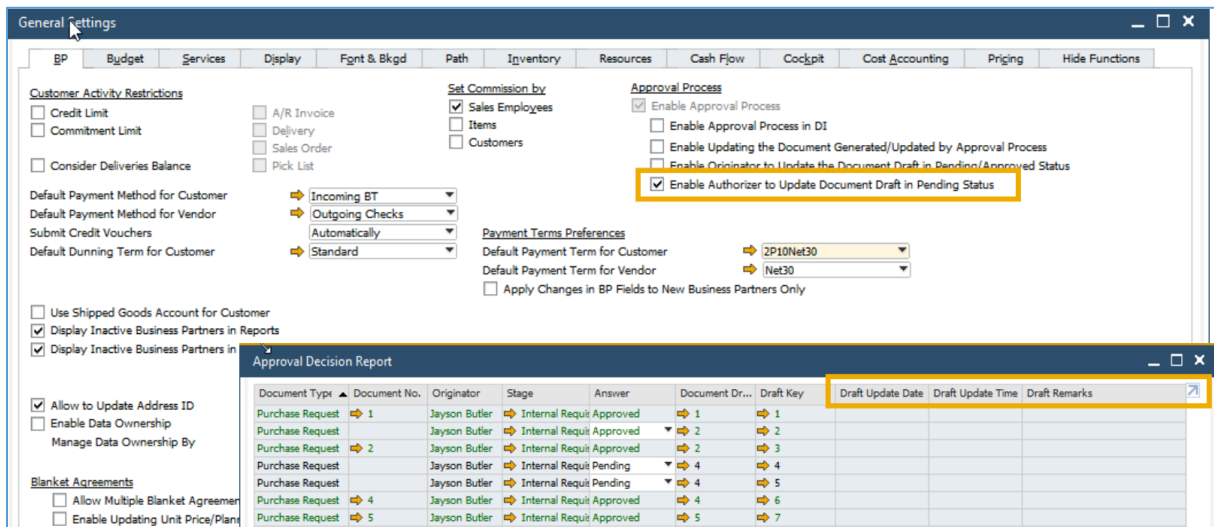 General Settings
BP Budget Services Display Font & Bkgd Path Inventory Resources Cash Flow Cockpit Cost Accounting Pricing Hide Functions
Customer Activity Restrictions
Credit Limit
Commitment Limit
Consider Deliveries Balance
A/R Invoice
Delivery
Sales Order
Pick List
Set Commission by
Sales Employees
Items
Customers
Approval Process
Enable Approval Process
Enable Approval Process in DI
Enable Updating the Document Generated/Updated by Approval Process
Enable Originator to Update the Document Draft in Pending/Approved Status
Enable Authorizer to Update Document Draft in Pending Status
Default Payment Method for Customer Incoming BT
Default Payment Method for Vendor Outgoing Checks
Submit Credit Vouchers Automatically
Default Dunning Term for Customer Standard
Payment Terms Preferences
Default Payment Term for Customer 2P10Net30
Default Payment Term for Vendor Net30
Apply Changes in BP Fields to New Business Partners Only
Use Shipped Goods Account for Customer
Display Inactive Business Partners in Reports
Display Inactive Business Partners in
Allow to Update Address ID
Enable Data Ownership
Manage Data Ownership By
Blanket Agreements
Allow Multiple Blanket Agreemen
Enable Updating Unit Price/Plann
Approval Decision Report
Document Type Document No. Originator Stage Answer Document Dr... Draft Key Draft Update Date Draft Update Time Draft Remarks
Purchase Request 1 Jayson Butler Internal Requis Approved 1 1
Purchase Request Jayson Butler Internal Requis Approved 2 2
Purchase Request 2 Jayson Butler Internal Requis Approved 2 3
Purchase Request Jayson Butler Internal Requis Pending 4 4
Purchase Request Jayson Butler Internal Requis Pending 4 5
Purchase Request 4 Jayson Butler Internal Requis Approved 4 6
Purchase Request 5 Jayson Butler Internal Requis Approved 5 7